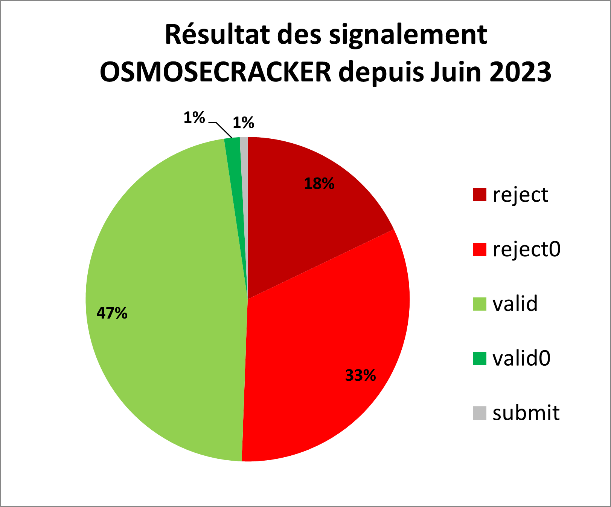 Résultat des signalement
OSMOSECRACKER depuis Juin 2023
1%
1%
18%
47%
33%
reject
reject0
valid
valid0
submit